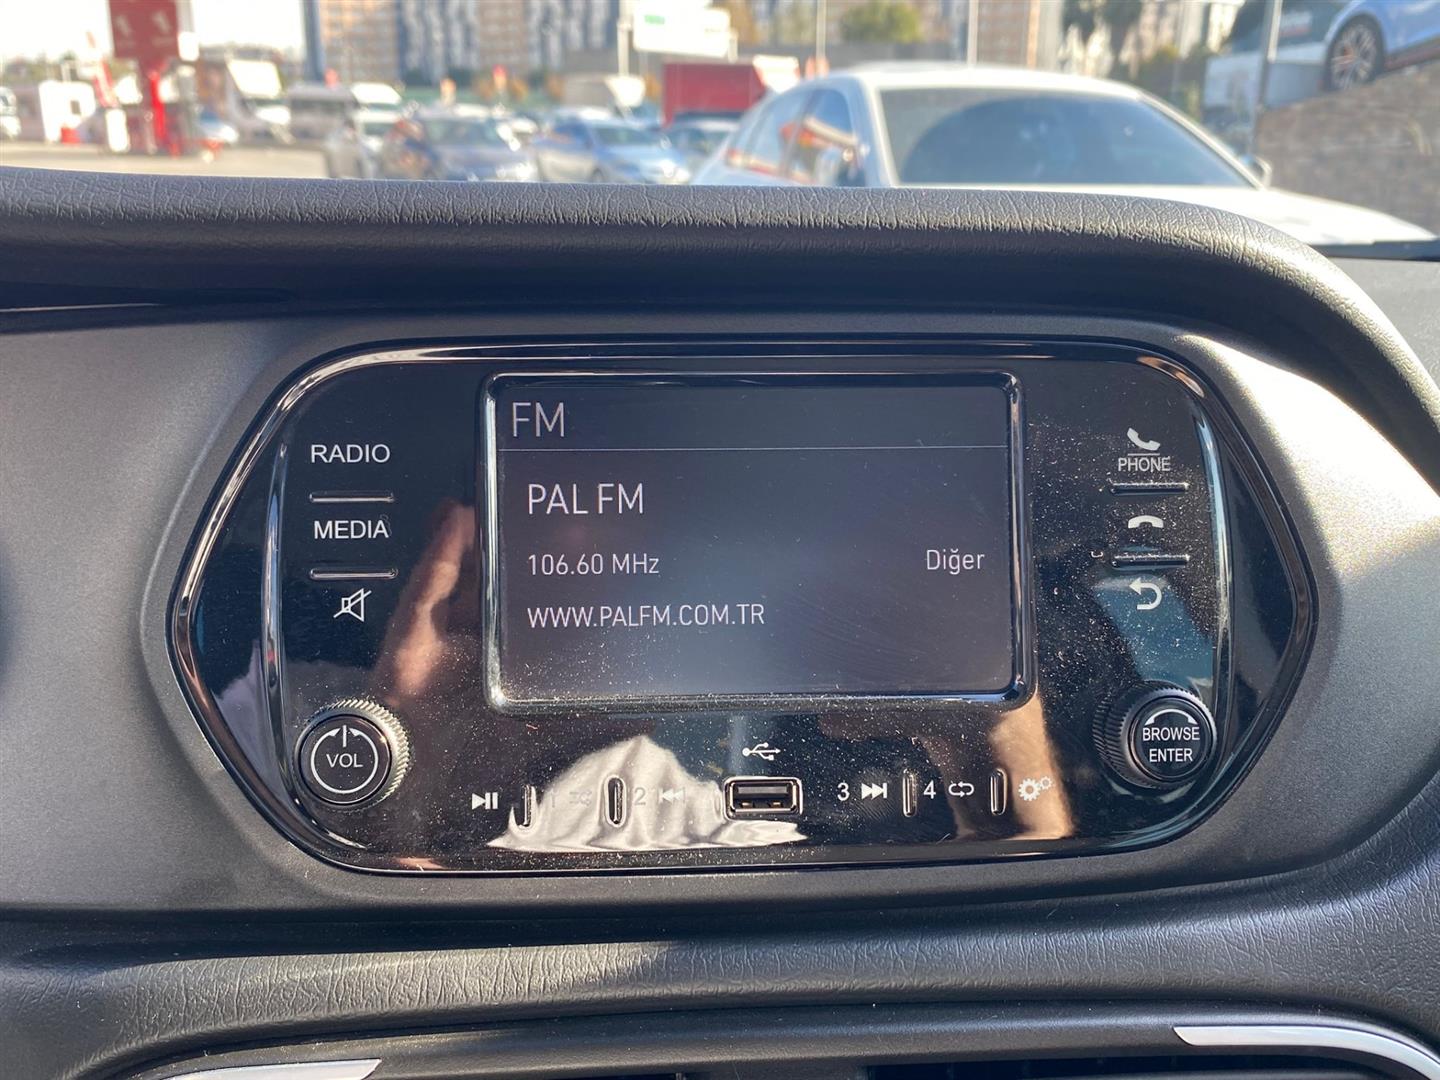 FM
RADIO
MEDIA
PAL FM
106.60 MHz
Diğer
WWW.PALFM.COM.TR
PHONE
VOL
1
2
3
4
BROWSE
ENTER